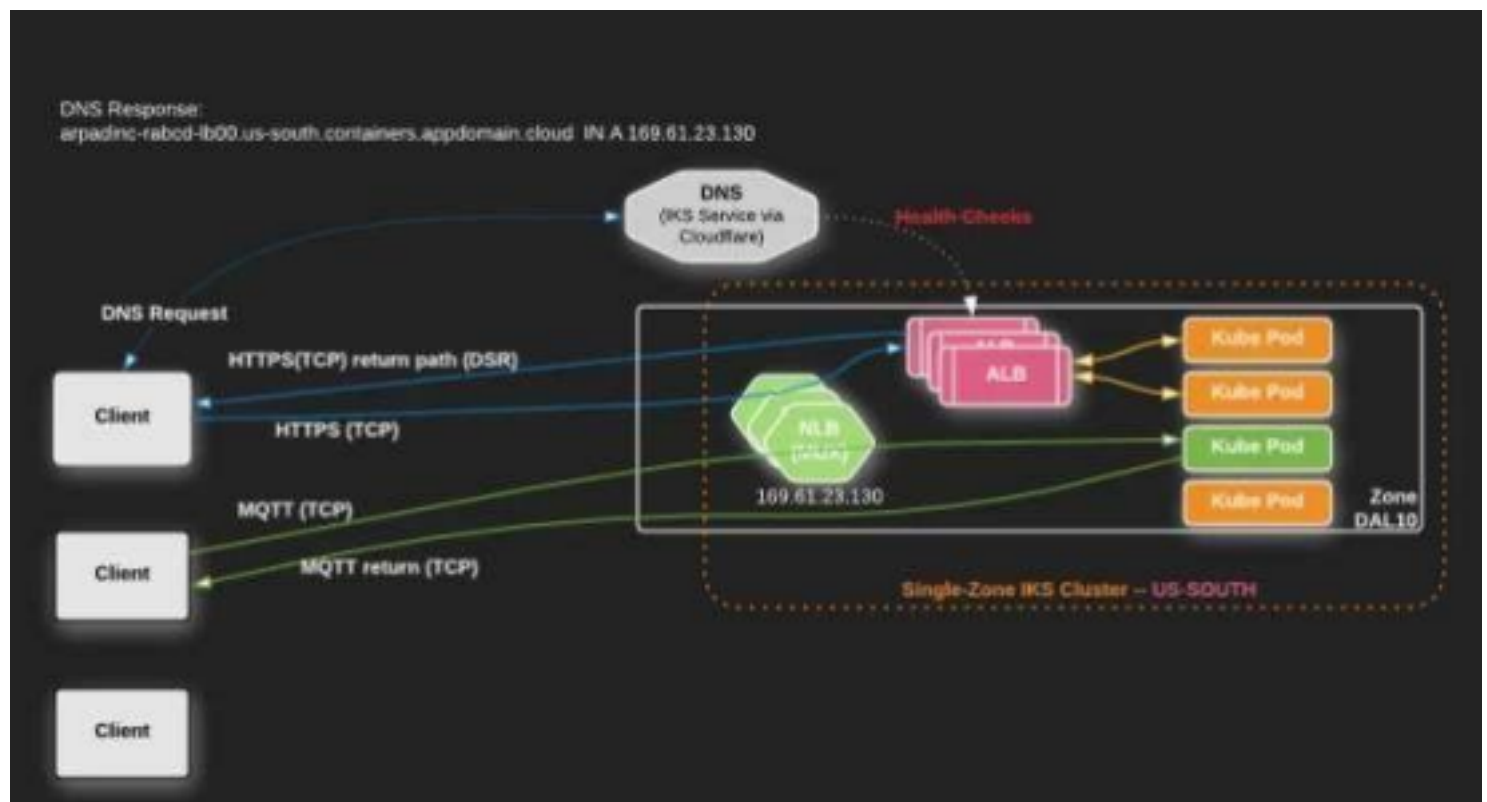 DNS Response:
arpadinc-rabcd-lb00.us-south.containers.appdomain.cloud IN A 169.61.23.130
DNS
(IKS Service via
Cloudflare)
Health Checks
DNS Request
HTTPS(TCP) return path (DSR)
Client
HTTPS (TCP)
ALB
ALB
Kube Pod
Kube Pod
Kube Pod
Kube Pod
NLB
(MUX)
169.61.23.130
Zone
DAL10
MQTT (TCP)
Client
MQTT return (TCP)
Single-Zone IKS Cluster -- US-SOUTH
Client